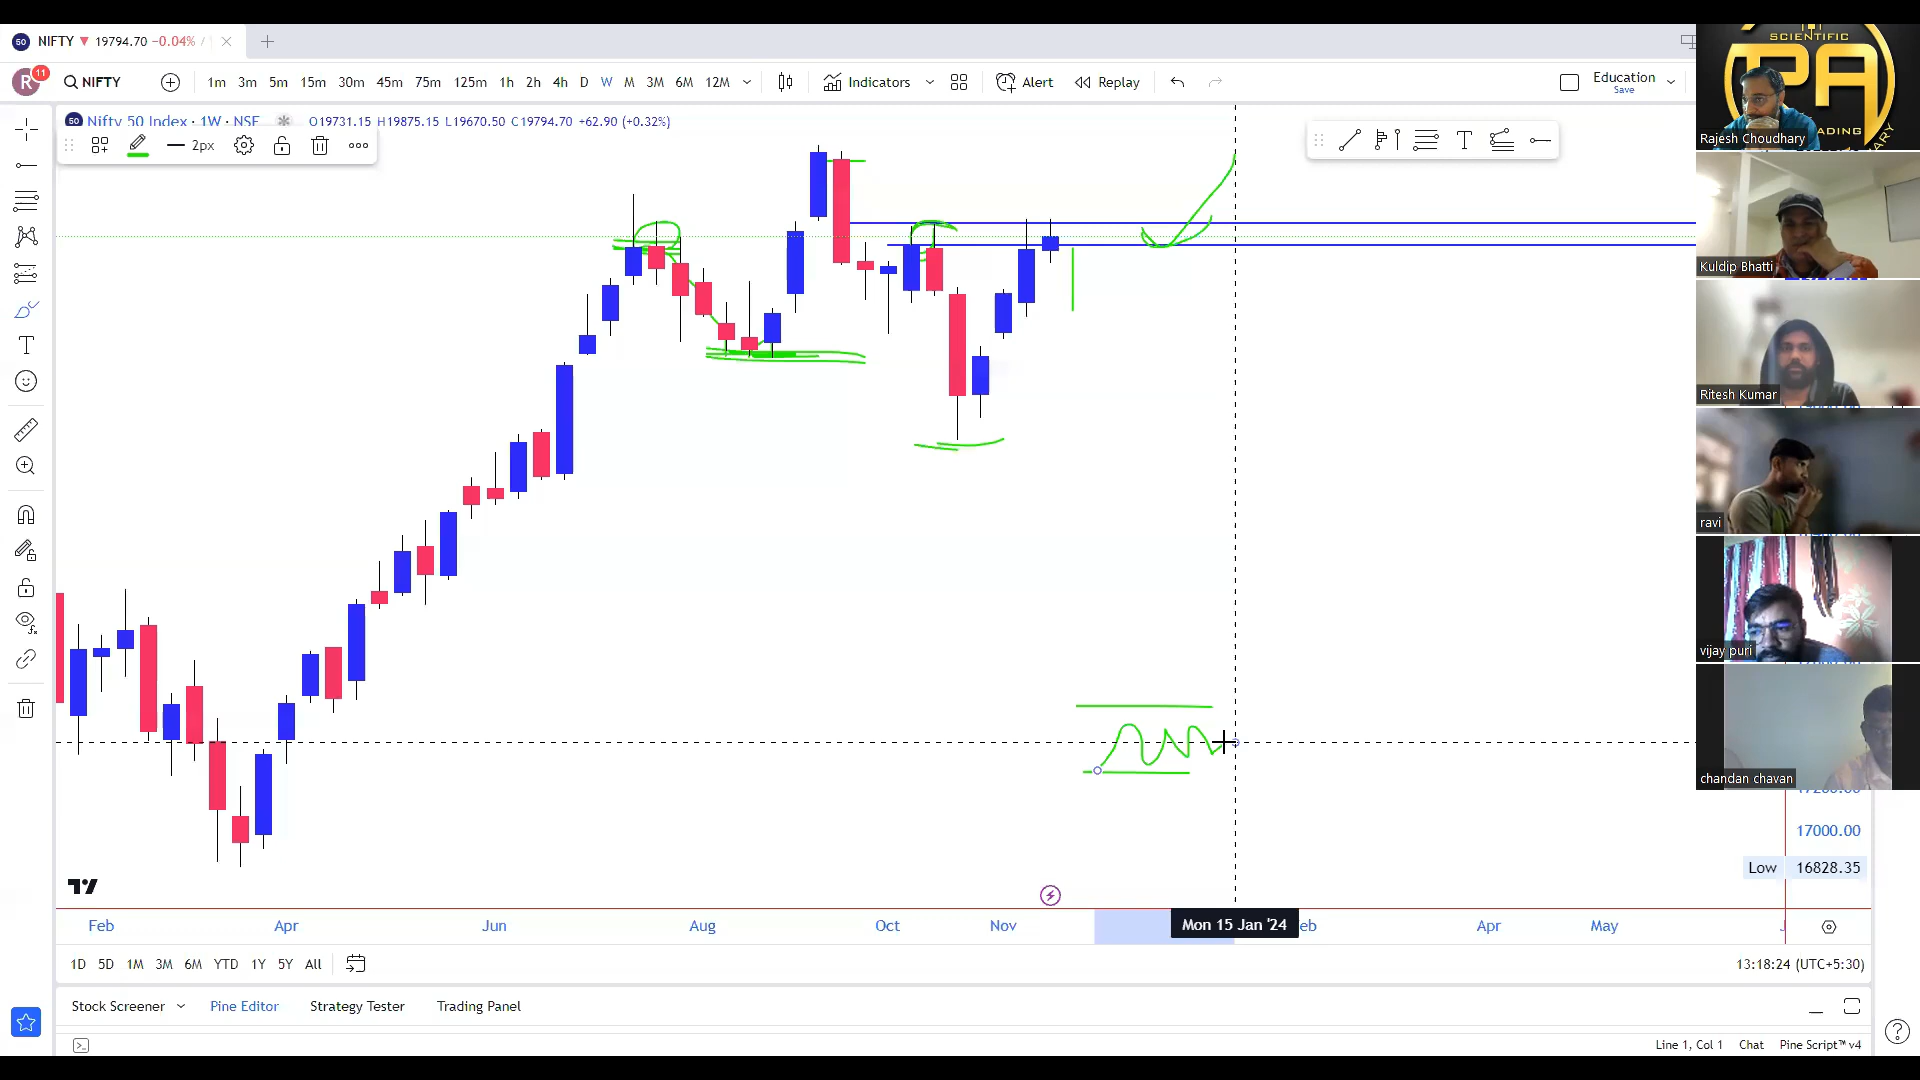 50 NIFTY 19794.70 −0.04% /
R 11 NIFTY 1m 3m 5m 15m 30m 45m 75m 125m 1h 2h 4h D W M 3M 6M 12M Indicators Alert Replay Education
Save
50 Nifty 50 Index · 1W · NSE O19731.15 H19875.15 L19670.50 C19794.70 +62.90 (+0.32%)
2px
T
T
SCIENTIFIC
PA
Rajesh Choudhary
Kuldip Bhatti
Ritesh Kumar
ravi
vijay puri
chandan chavan
17000.00
Low 16828.35
Feb Apr Jun Aug Oct Nov Mon 15 Jan '24 Apr May
1D 5D 1M 3M 6M YTD 1Y 5Y All 13:18:24 (UTC+5:30)
Stock Screener Pine Editor Strategy Tester Trading Panel
Line 1, Col 1 Chat Pine Script™ v4